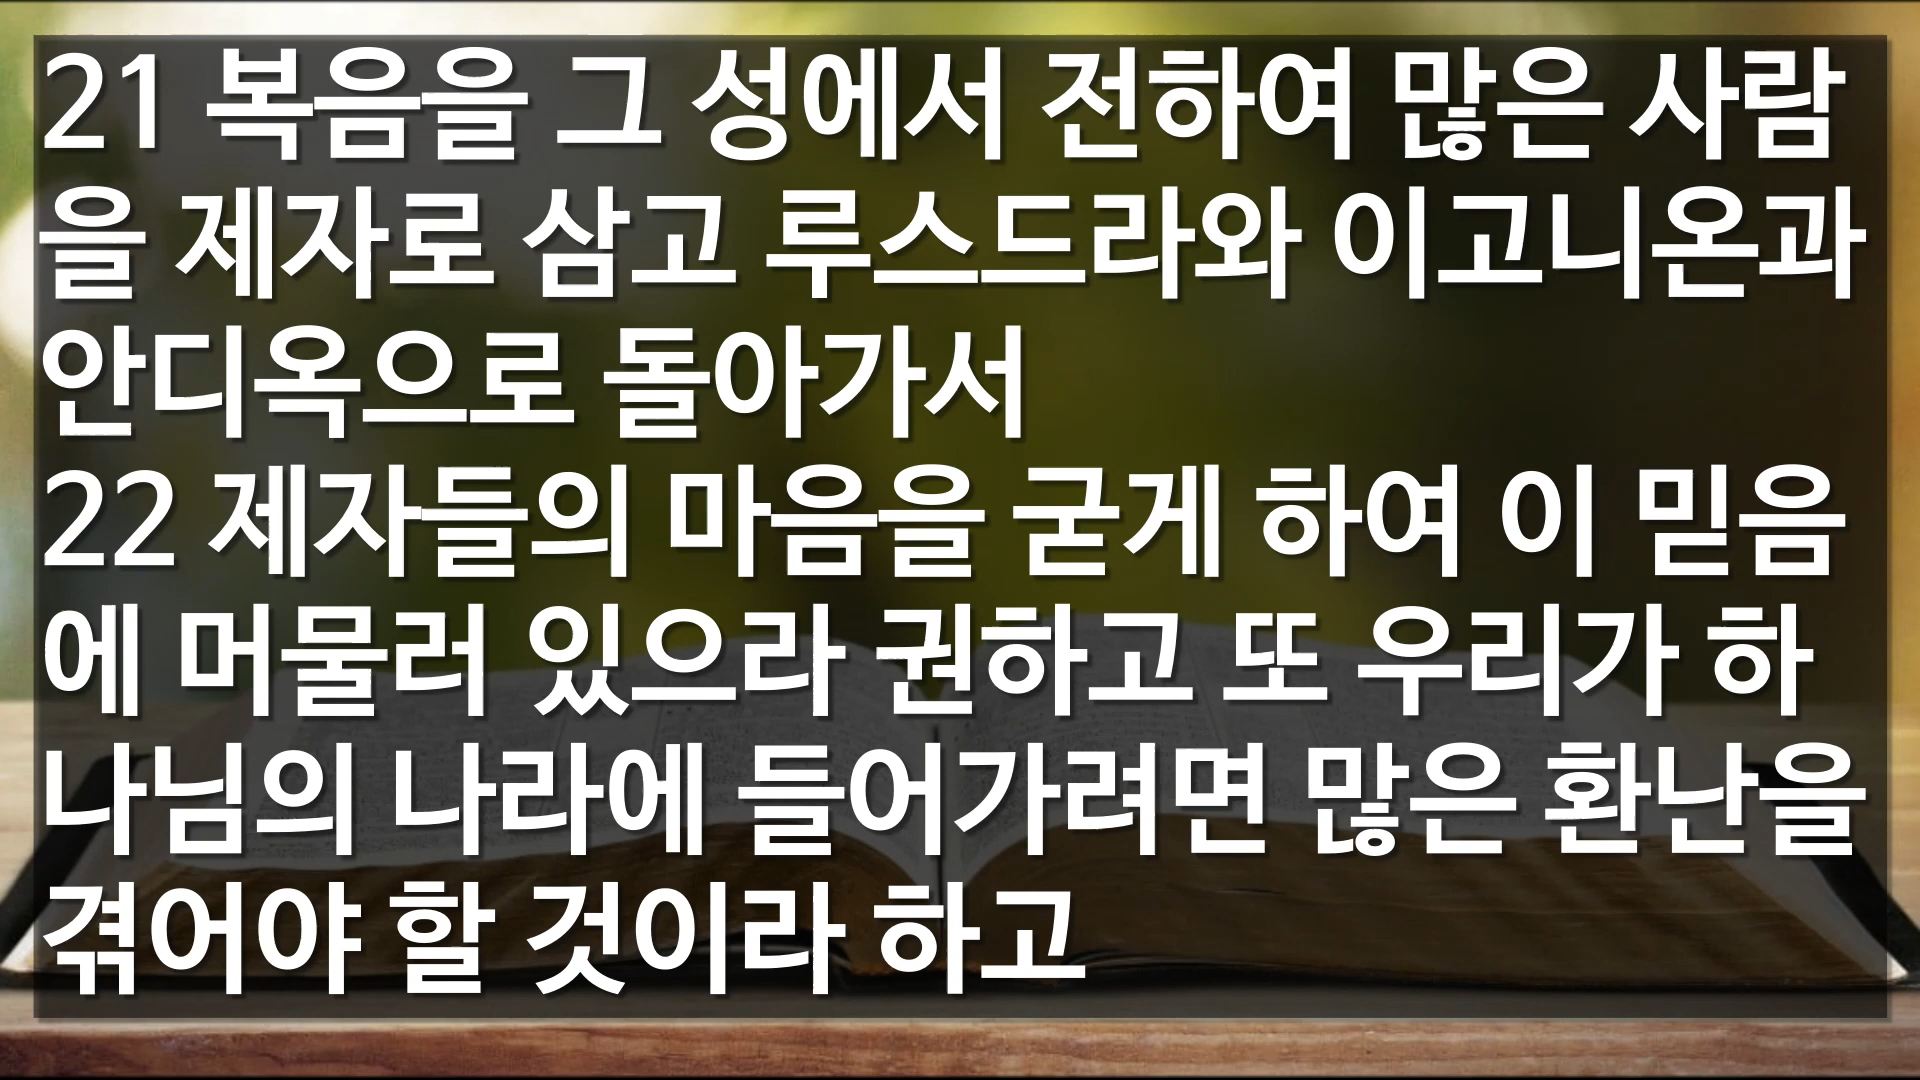 21 복음을 그 성에서 전하여 많은 사람
을 제자로 삼고 루스드라와 이고니온과
안디옥으로 돌아가서
22 제자들의 마음을 굳게 하여 이 믿음
에 머물러 있으라 권하고 또 우리가 하
나님의 나라에 들어가려면 많은 환난을
겪어야 할 것이라 하고